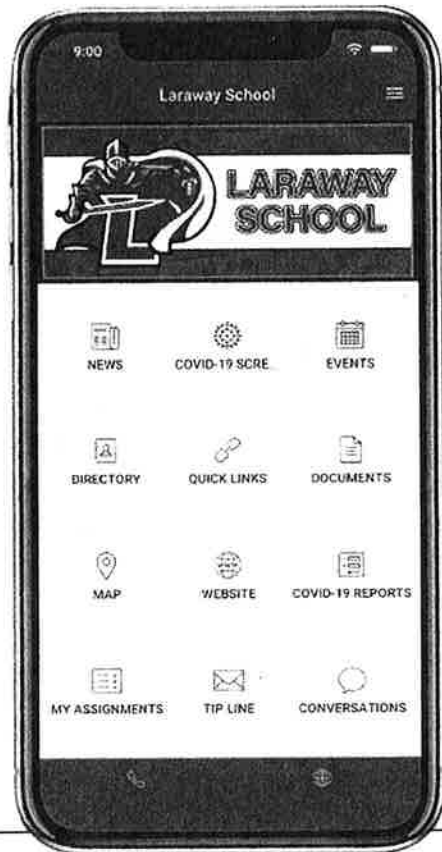 9:00
Laraway School
LARAWAY
SCHOOL
NEWS
COVID-19 SCRE...
EVENTS
DIRECTORY
QUICK LINKS
DOCUMENTS
MAP
WEBSITE
COVID-19 REPORTS
MY ASSIGNMENTS
TIP LINE
CONVERSATIONS